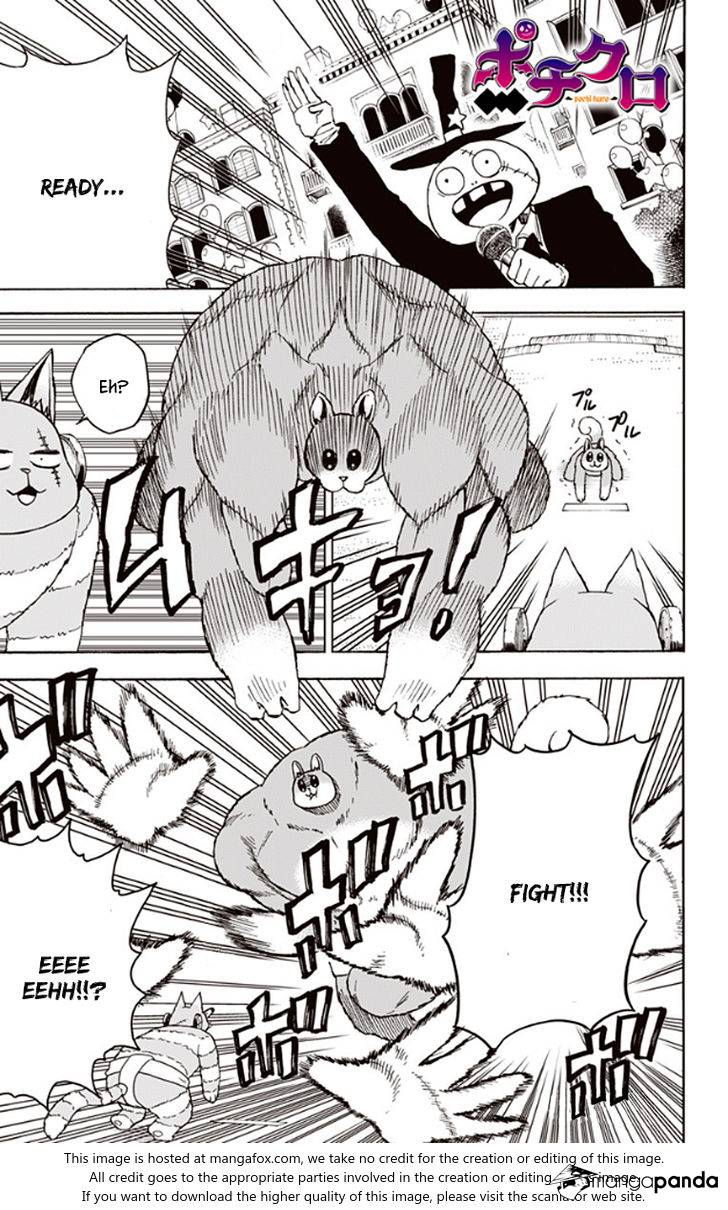 ポチクロ
pochi kuro
READY...
プル
プル
Eh?
ムキョッ!
FIGHT!!!
ボボ
ボ
ボボ
ボ
EEEE
EEHH!!?
This image is hosted at mangafox.com, we take no credit for the creation or editing of this image.
All credit goes to the appropriate parties involved in the creation or editing
image.
If you want to download the higher quality of this image, please visit the
or web site.
mangapanda